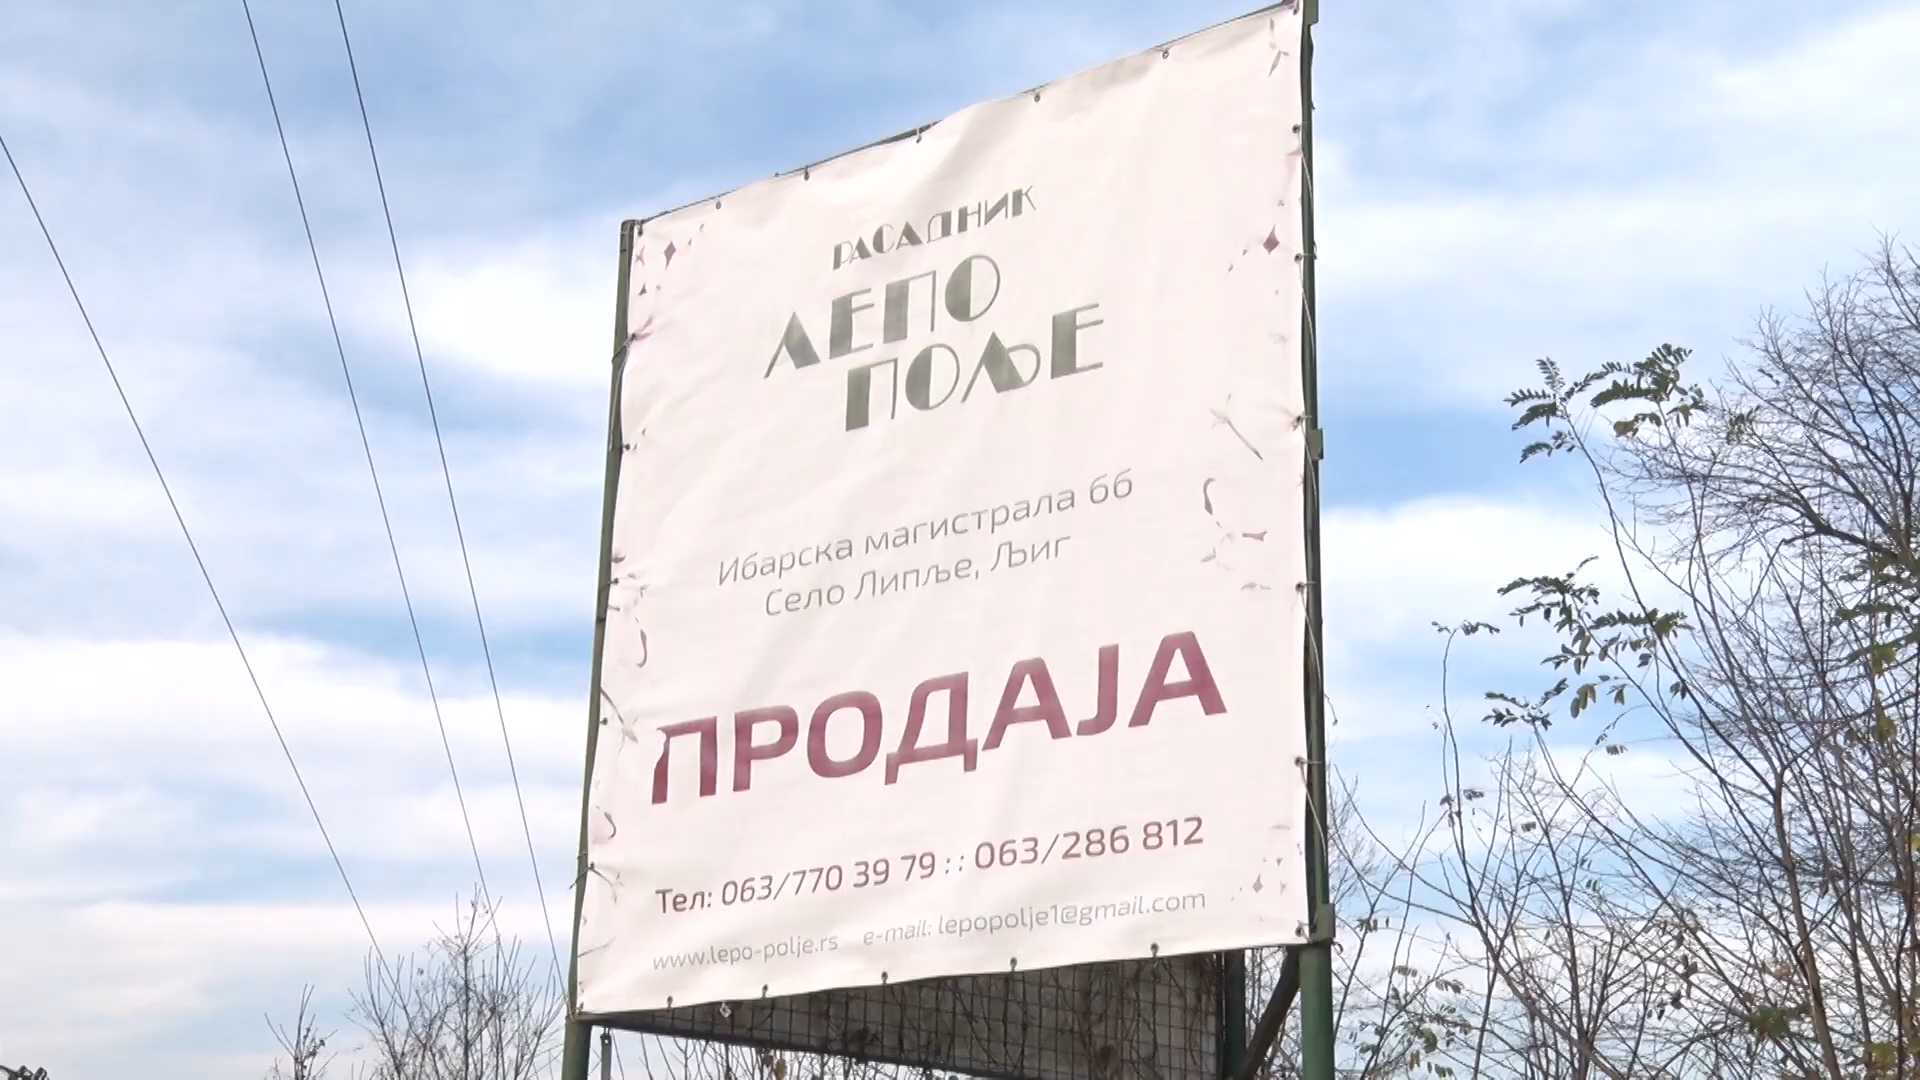 РАСАДНИК
ЛЕПО
ПОЉЕ
Ибарска магистрала бб
Село Липље, Љиг
ПРОДАЈА
Тел: 063/770 39 79 :: 063/286 812
www.lepo-polje.rs e-mail: lepopolje1@gmail.com